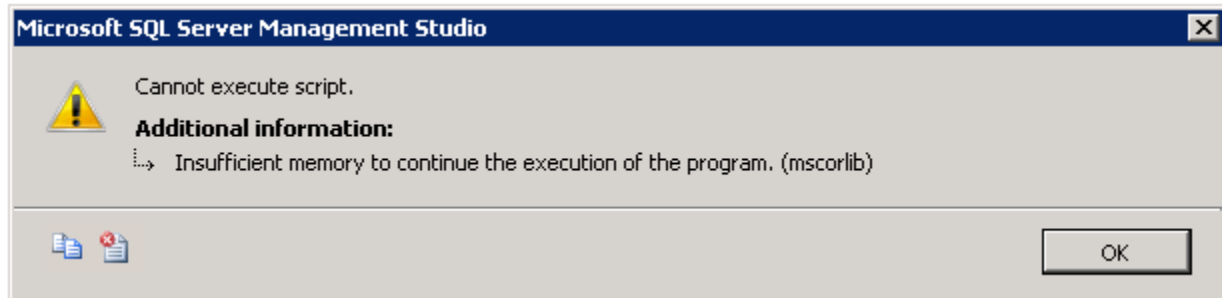 Microsoft SQL Server Management Studio
Cannot execute script.
Additional information:
Insufficient memory to continue the execution of the program. (mscorlib)
OK